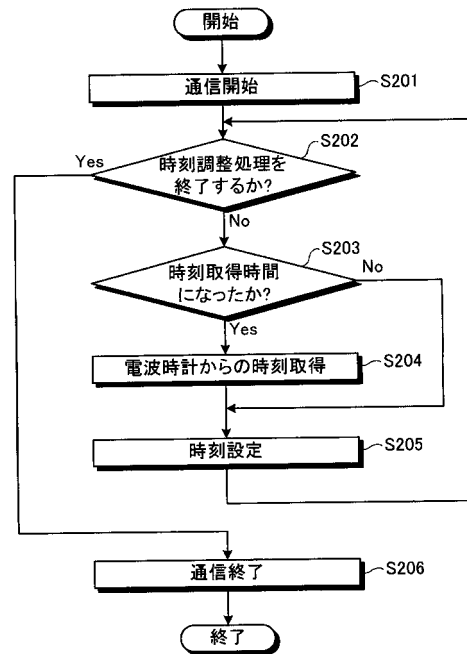 開始
通信開始
S201
S202
Yes
時刻調整処理を
終了するか?
No
S203
時刻取得時間
になったか?
No
Yes
電波時計からの時刻取得
S204
時刻設定
S205
通信終了
S206
終了